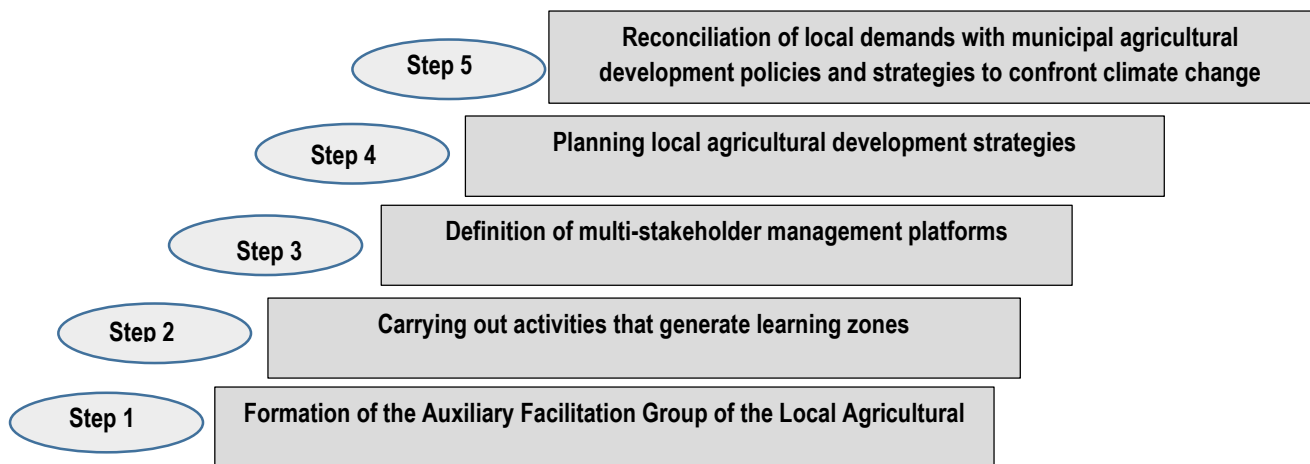 Step 5
Reconciliation of local demands with municipal agricultural
development policies and strategies to confront climate change
Step 4
Planning local agricultural development strategies
Step 3
Definition of multi-stakeholder management platforms
Step 2
Carrying out activities that generate learning zones
Step 1
Formation of the Auxiliary Facilitation Group of the Local Agricultural